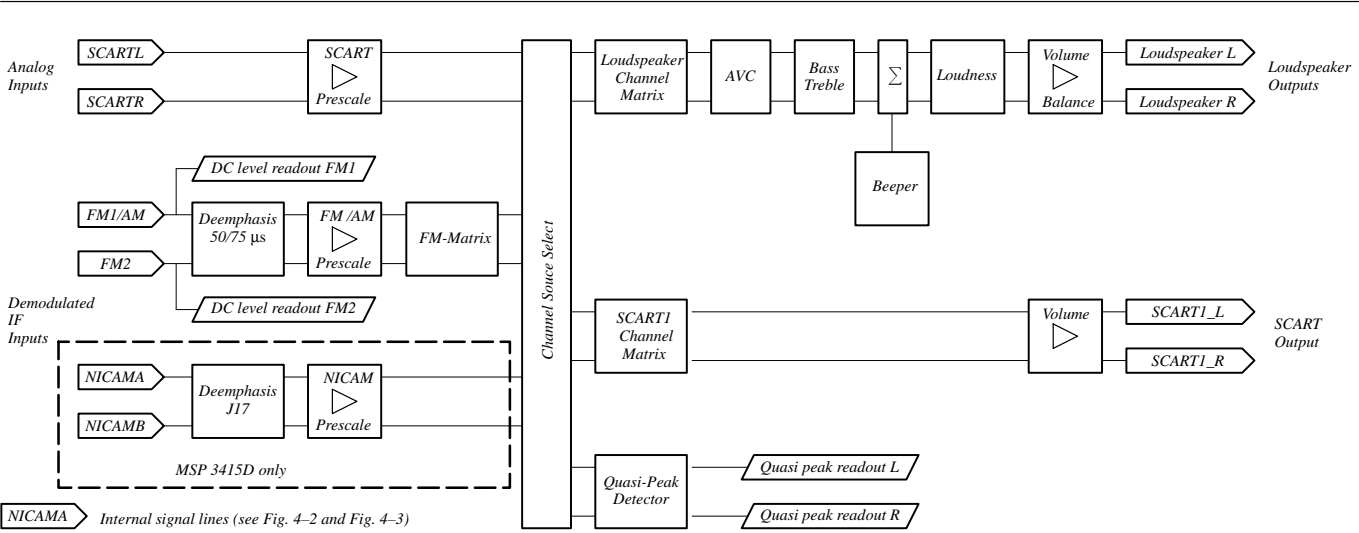 Analog
Inputs
SCARTL
SCARTR
SCART
Prescale
DC level readout FM1
FM1/AM
FM2
Deemphasis
50/75 µs
FM /AM
Prescale
FM-Matrix
DC level readout FM2
Demodulated
IF
Inputs
NICAMA
NICAMB
Deemphasis
J17
NICAM
Prescale
MSP 3415D only
NICAMA
Internal signal lines (see Fig. 4–2 and Fig. 4–3)
Channel Souce Select
Loudspeaker
Channel
Matrix
AVC
Bass
Treble
Σ
Beeper
Loudness
Volume
Balance
Loudspeaker L
Loudspeaker R
Loudspeaker
Outputs
SCART1
Channel
Matrix
Volume
SCART1_L
SCART1_R
SCART
Output
Quasi-Peak
Detector
Quasi peak readout L
Quasi peak readout R